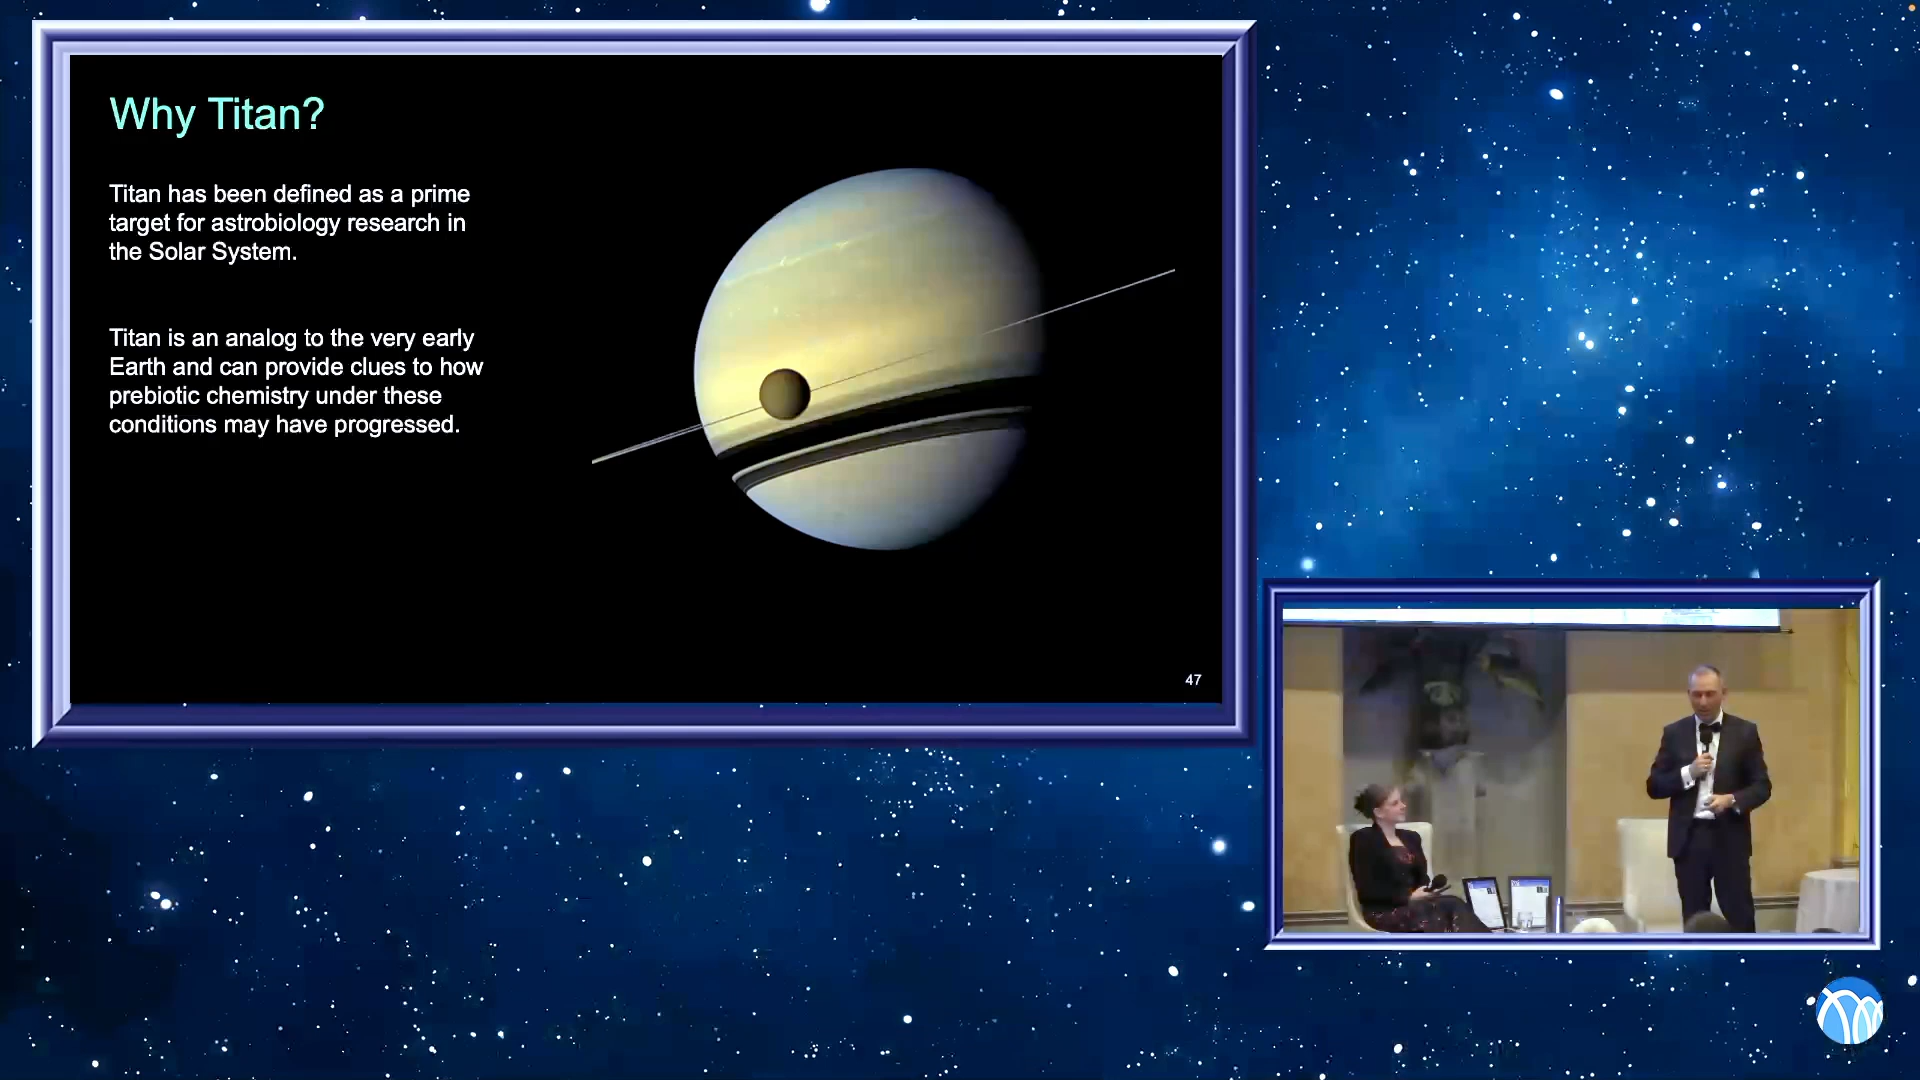 Why Titan?
Titan has been defined as a prime
target for astrobiology research in
the Solar System.
Titan is an analog to the very early
Earth and can provide clues to how
prebiotic chemistry under these
conditions may have progressed.
47